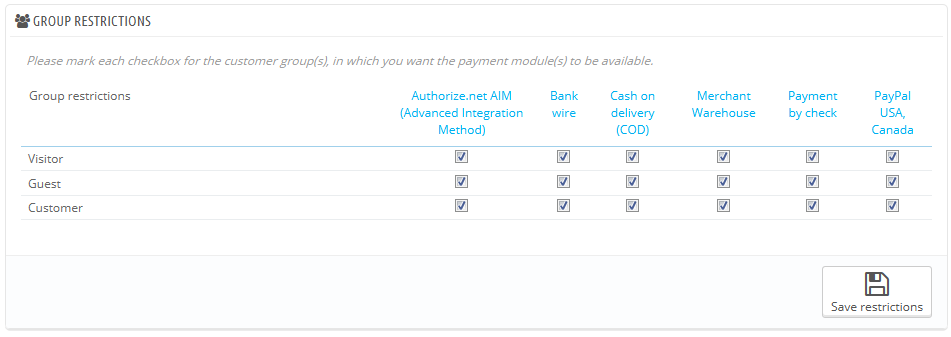 GROUP RESTRICTIONS
Please mark each checkbox for the customer group(s), in which you want the payment module(s) to be available.
Group restrictions
Authorize.net AIM
(Advanced Integration
Method)
Bank
wire
Cash on
delivery
(COD)
Merchant
Warehouse
Payment
by check
PayPal
USA,
Canada
Visitor
Guest
Customer
Save restrictions